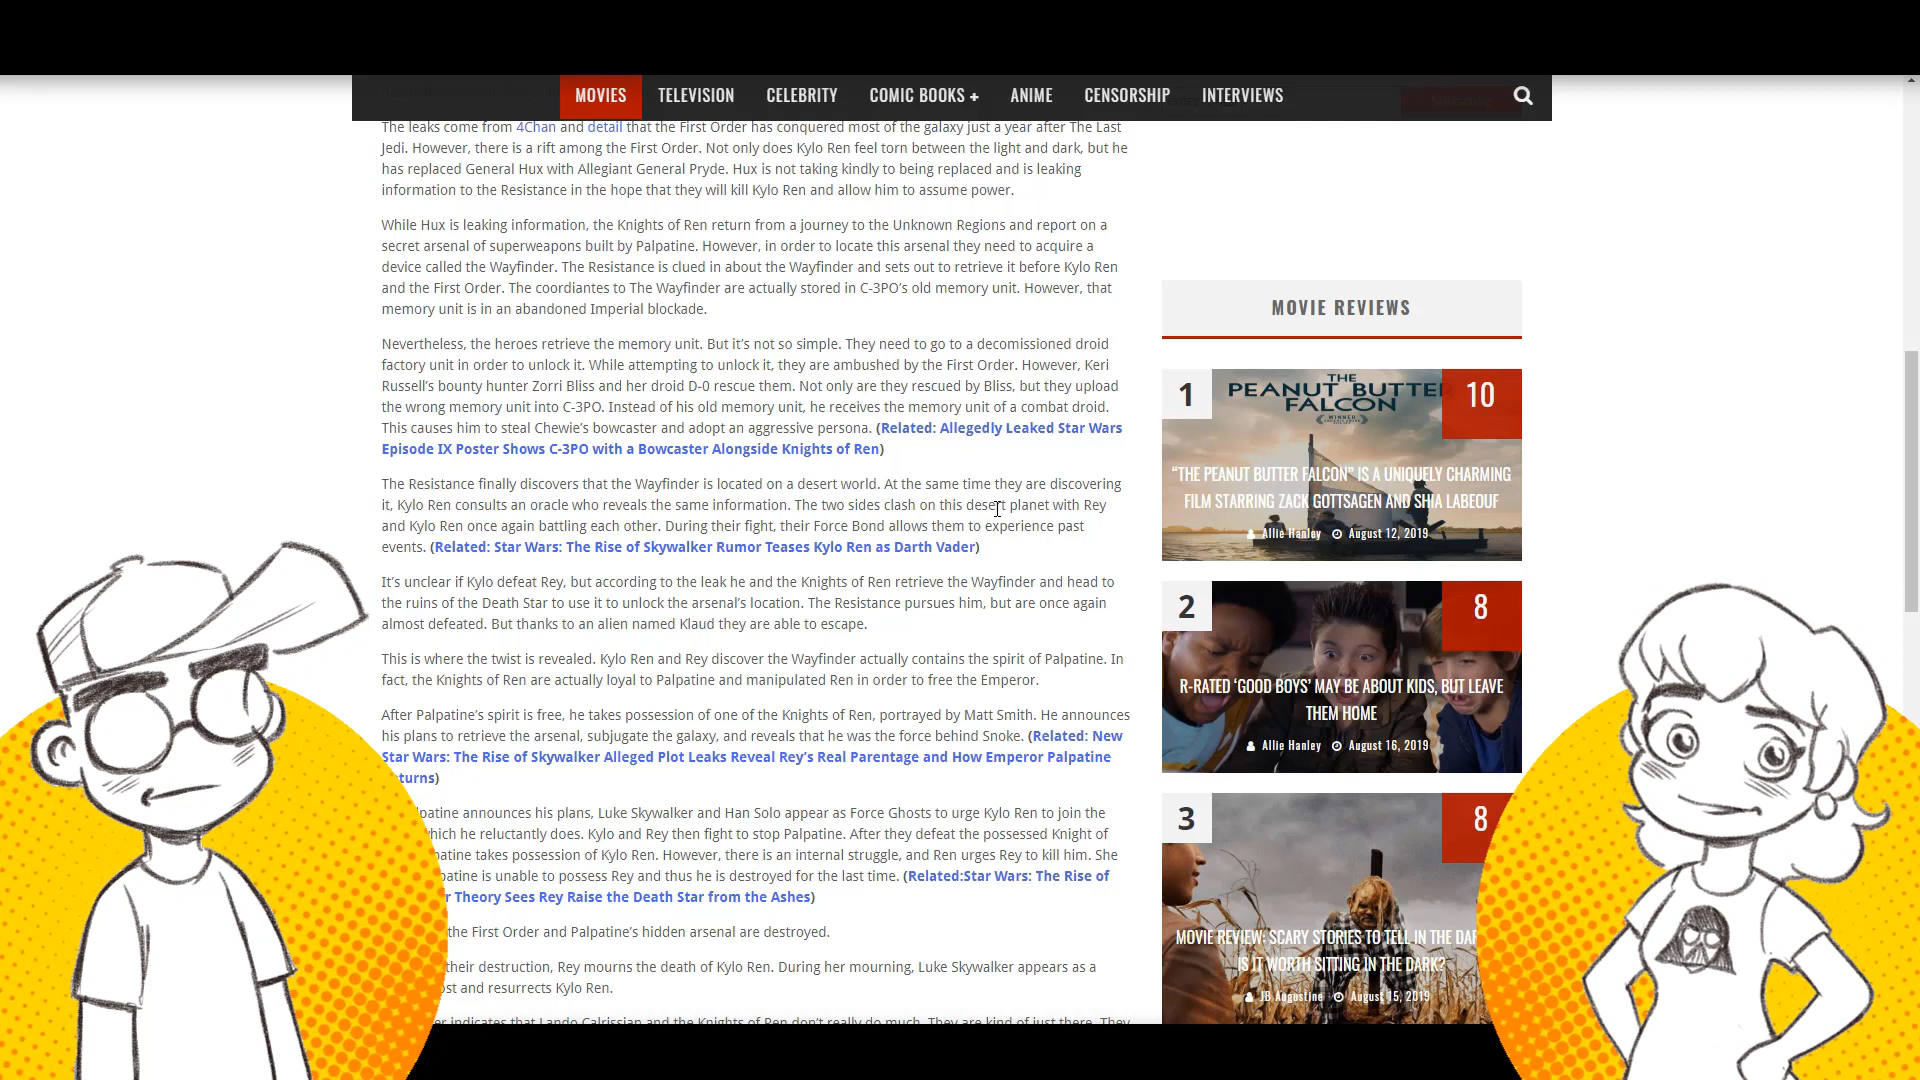 MOVIES TELEVISION CELEBRITY COMIC BOOKS + ANIME CENSORSHIP INTERVIEWS
Subscribe
The leaks come from 4Chan and detail that the First Order has conquered most of the galaxy just a year after The Last
Jedi. However, there is a rift among the First Order. Not only does Kylo Ren feel torn between the light and dark, but he
has replaced General Hux with Allegiant General Pryde. Hux is not taking kindly to being replaced and is leaking
information to the Resistance in the hope that they will kill Kylo Ren and allow him to assume power.
While Hux is leaking information, the Knights of Ren return from a journey to the Unknown Regions and report on a
secret arsenal of superweapons built by Palpatine. However, in order to locate this arsenal they need to acquire a
device called the Wayfinder. The Resistance is clued in about the Wayfinder and sets out to retrieve it before Kylo Ren
and the First Order. The coordiantes to The Wayfinder are actually stored in C-3PO's old memory unit. However, that
memory unit is in an abandoned Imperial blockade.
Nevertheless, the heroes retrieve the memory unit. But it's not so simple. They need to go to a decomissioned droid
factory unit in order to unlock it. While attempting to unlock it, they are ambushed by the First Order. However, Keri
Russell's bounty hunter Zorri Bliss and her droid D-0 rescue them. Not only are they rescued by Bliss, but they upload
the wrong memory unit into C-3PO. Instead of his old memory unit, he receives the memory unit of a combat droid.
This causes him to steal Chewie's bowcaster and adopt an aggressive persona. (Related: Allegedly Leaked Star Wars
Episode IX Poster Shows C-3PO with a Bowcaster Alongside Knights of Ren)
The Resistance finally discovers that the Wayfinder is located on a desert world. At the same time they are discovering
it, Kylo Ren consults an oracle who reveals the same information. The two sides clash on this desert planet with Rey
and Kylo Ren once again battling each other. During their fight, their Force Bond allows them to experience past
events. (Related: Star Wars: The Rise of Skywalker Rumor Teases Kylo Ren as Darth Vader)
It's unclear if Kylo defeat Rey, but according to the leak he and the Knights of Ren retrieve the Wayfinder and head to
the ruins of the Death Star to use it to unlock the arsenal's location. The Resistance pursues him, but are once again
almost defeated. But thanks to an alien named Klaud they are able to escape.
This is where the twist is revealed. Kylo Ren and Rey discover the Wayfinder actually contains the spirit of Palpatine. In
fact, the Knights of Ren are actually loyal to Palpatine and manipulated Ren in order to free the Emperor.
After Palpatine's spirit is free, he takes possession of one of the Knights of Ren, portrayed by Matt Smith. He announces
his plans to retrieve the arsenal, subjugate the galaxy, and reveals that he was the force behind Snoke. (Related: New
Star Wars: The Rise of Skywalker Alleged Plot Leaks Reveal Rey's Real Parentage and How Emperor Palpatine
turns)
patine announces his plans, Luke Skywalker and Han Solo appear as Force Ghosts to urge Kylo Ren to join the
which he reluctantly does. Kylo and Rey then fight to stop Palpatine. After they defeat the possessed Knight of
atine takes possession of Kylo Ren. However, there is an internal struggle, and Ren urges Rey to kill him. She
atine is unable to possess Rey and thus he is destroyed for the last time. (Related:Star Wars: The Rise of
r Theory Sees Rey Raise the Death Star from the Ashes)
the First Order and Palpatine's hidden arsenal are destroyed.
their destruction, Rey mourns the death of Kylo Ren. During her mourning, Luke Skywalker appears as a
ost and resurrects Kylo Ren.
er indicates that Lando Calrissian and the Knights of Ren don't really do much. They are kind of just there. They
MOVIE REVIEWS
1
THE
PEANUT BUTTER
FALCON
WINNER
10
“THE PEANUT BUTTER FALCON” IS A UNIQUELY CHARMING
FILM STARRING ZACK GOTTSAGEN AND SHIA LABEOUF
Allie Hanley August 12, 2019
2
8
R-RATED ‘GOOD BOYS’ MAY BE ABOUT KIDS, BUT LEAVE
THEM HOME
Allie Hanley August 16, 2019
3
8
MOVIE REVIEW: SCARY STORIES TO TELL IN THE DAR
IS IT WORTH SITTING IN THE DARK?
JB Augustine August 15, 2019